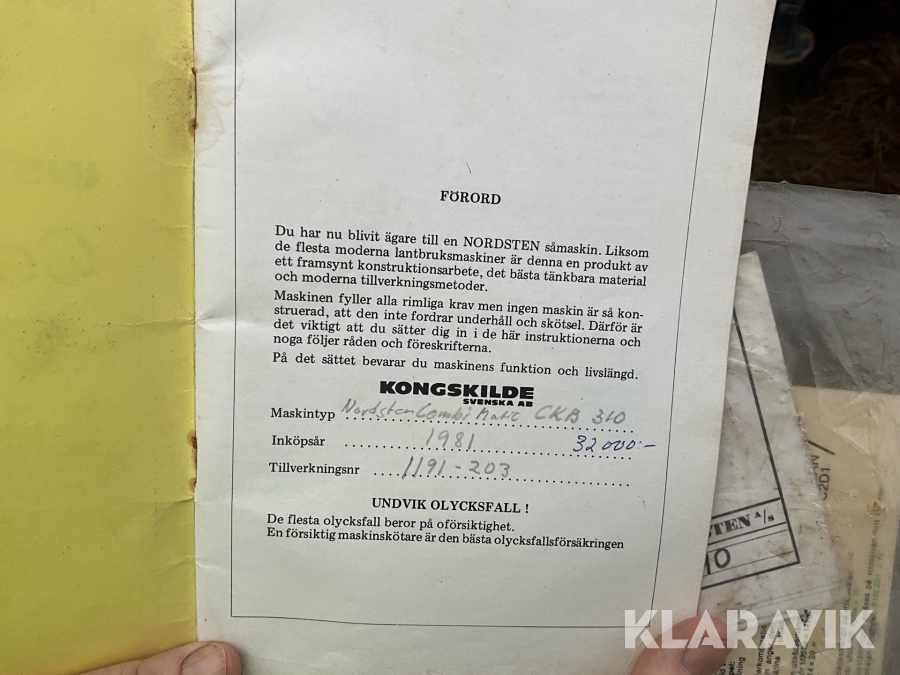 FÖRORD
Du har nu blivit ägare till en NORDSTEN såmaskin. Liksom
de flesta moderna lantbruksmaskiner är denna en produkt av
ett framsynt konstruktionsarbete, det bästa tänkbara material
och moderna tillverkningsmetoder.
Maskinen fyller alla rimliga krav men ingen maskin är så kon-
struerad, att den inte fordrar underhåll och skötsel. Därför är
det viktigt att du sätter dig in i de här instruktionerna och
noga följer råden och föreskrifterna.
På det sättet bevarar du maskinens funktion och livslängd.
KONGSKILDE
SVENSKA AB
Maskintyp Nordsten Combi Matic CKA 310
Inköpsår 1981 32 000:-
Tillverkningsnr 1191-203
UNDVIK OLYCKSFALL !
De flesta olycksfall beror på oförsiktighet.
En försiktig maskinskötare är den bästa olycksfallsförsäkringen
STEN A/S
10
KLARAVIK